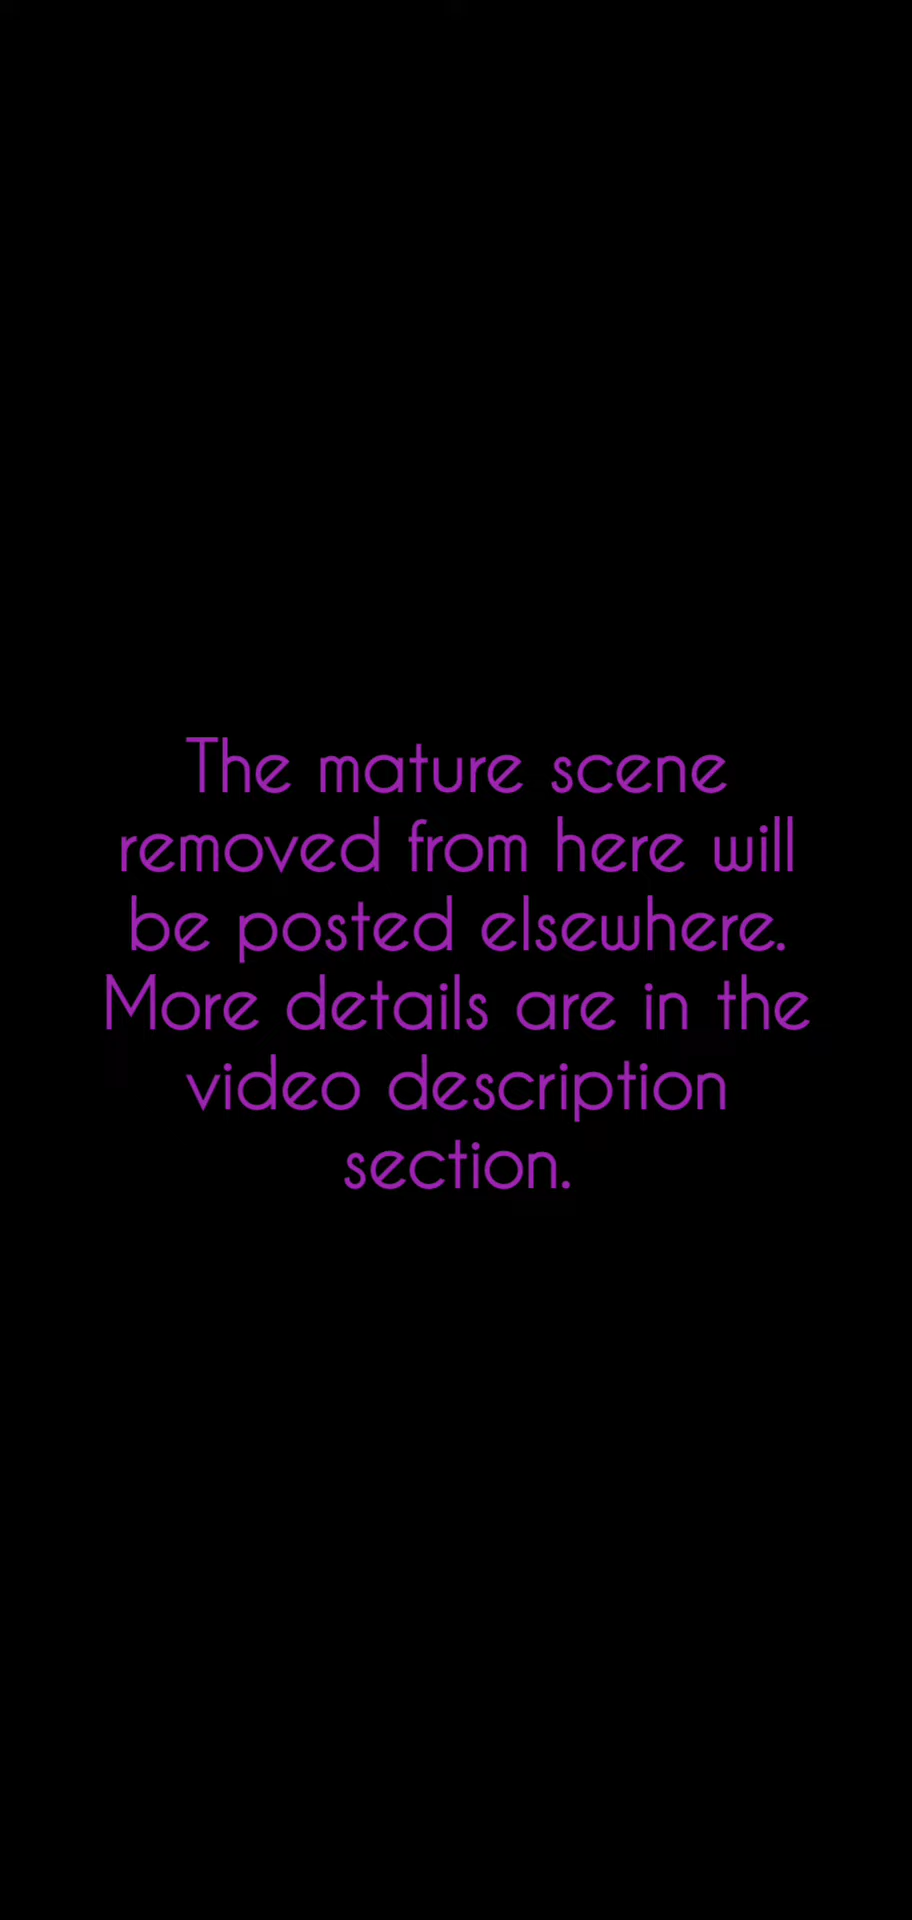 The mature scene
removed from here will
be posted elsewhere.
More details are in the
video description
section.